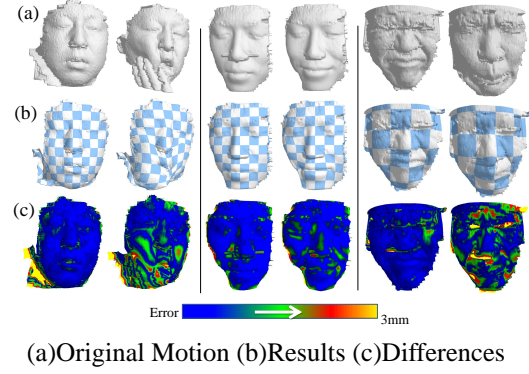 (a)
(b)
(c)
Error
3mm
(a)Original Motion (b)Results (c)Differences